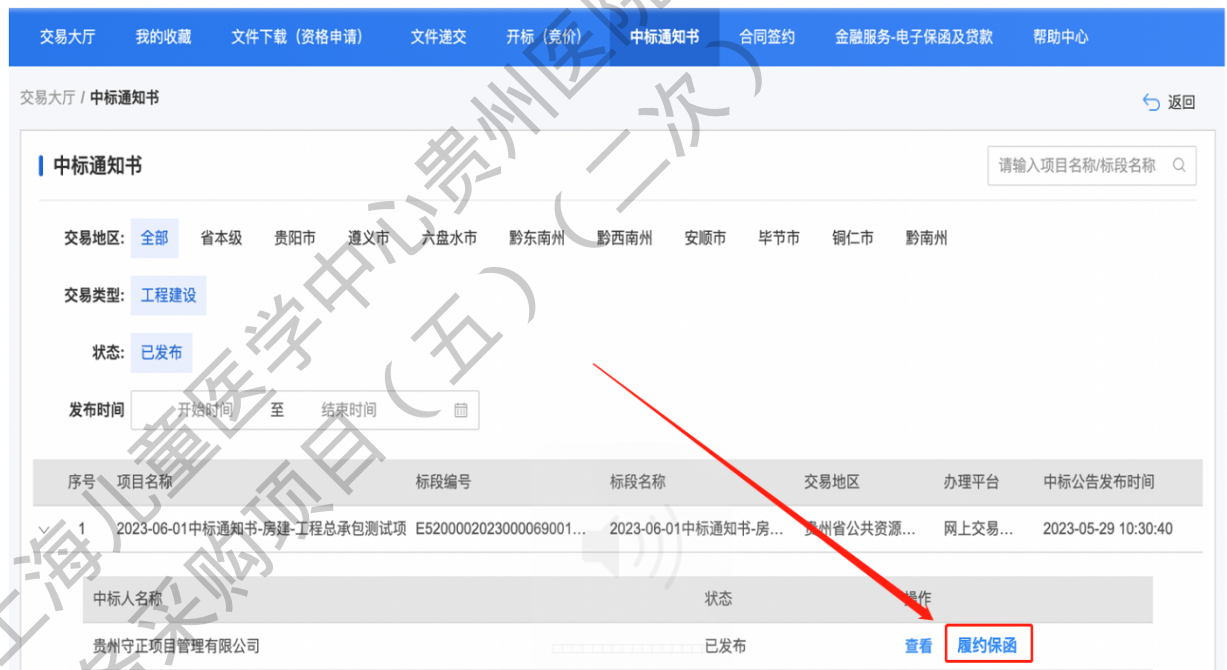 交易大厅 我的收藏 文件下载（资格申请） 文件递交 开标（竞价） 中标通知书 合同签约 金融服务-电子保函及贷款 帮助中心
交易大厅 / 中标通知书 返回
中标通知书 请输入项目名称/标段名称
交易地区: 全部 省本级 贵阳市 遵义市 六盘水市 黔东南州 黔西南州 安顺市 毕节市 铜仁市 黔南州
交易类型: 工程建设
状态: 已发布
发布时间 开始时间 至 结束时间
序号 项目名称 标段编号 标段名称 交易地区 办理平台 中标公告发布时间
1 2023-06-01中标通知书-房建-工程总承包测试项 E5200002023000069001... 2023-06-01中标通知书-房... 贵州省公共资源... 网上交易... 2023-05-29 10:30:40
中标人名称 状态 操作
贵州守正项目管理有限公司 已发布 查看 履约保函
上海儿童医学中心贵州医院
备采购项目（五）（二次）